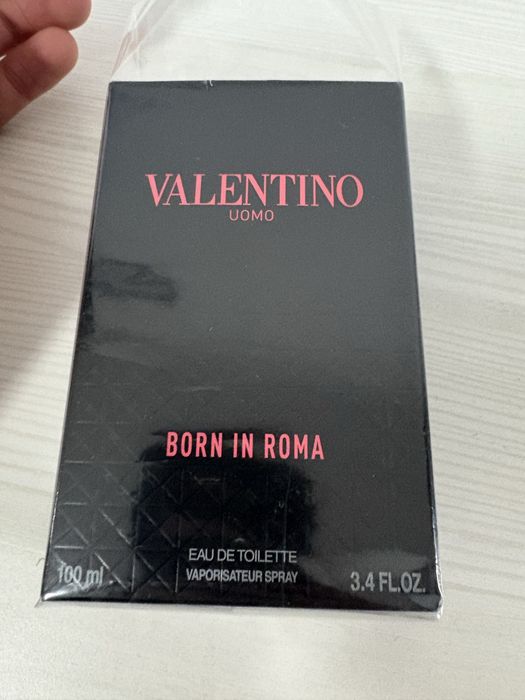 VALENTINO
UOMO
BORN IN ROMA
EAU DE TOILETTE
100 ml VAPORISATEUR SPRAY 3.4 FL.OZ.